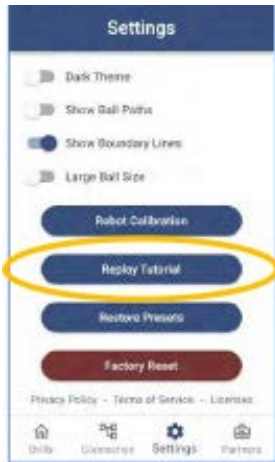 Settings
Dark Theme
Show Ball Paths
Show Boundary Lines
Large Ball Size
Robot Calibration
Replay Tutorial
Restore Presets
Factory Reset
Privacy Policy - Terms of Service - Licenses
Drills Connection Settings Partners